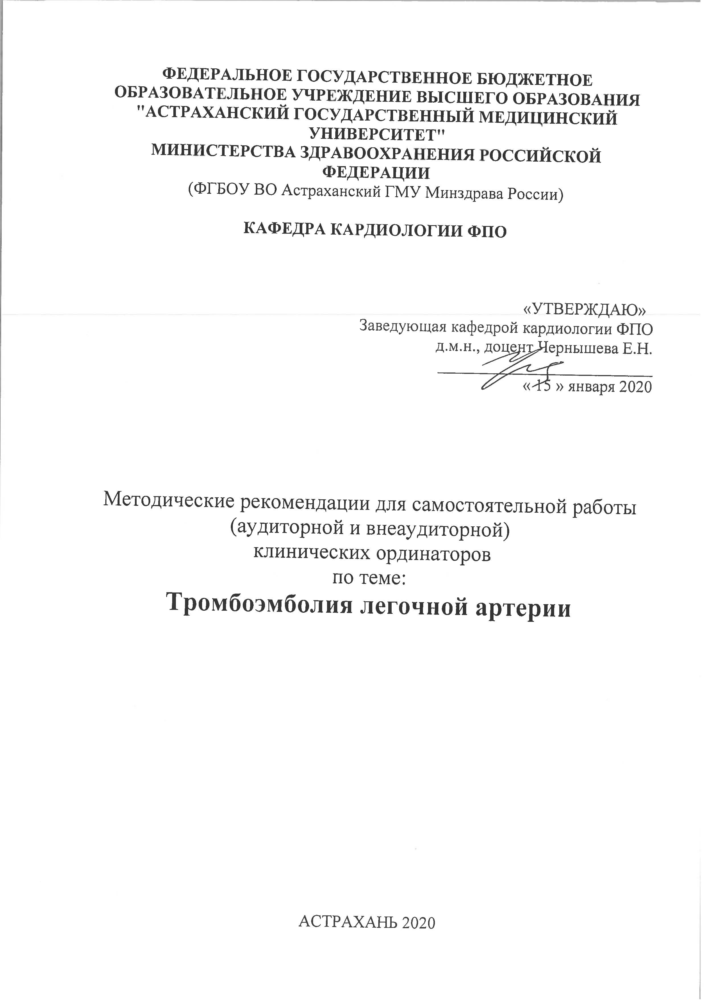 ФЕДЕРАЛЬНОЕ ГОСУДАРСТВЕННОЕ БЮДЖЕТНОЕ
ОБРАЗОВАТЕЛЬНОЕ УЧРЕЖДЕНИЕ ВЫСШЕГО ОБРАЗОВАНИЯ
"АСТРАХАНСКИЙ ГОСУДАРСТВЕННЫЙ МЕДИЦИНСКИЙ
УНИВЕРСИТЕТ"
МИНИСТЕРСТВА ЗДРАВООХРАНЕНИЯ РОССИЙСКОЙ
ФЕДЕРАЦИИ
(ФГБОУ ВО Астраханский ГМУ Минздрава России)
КАФЕДРА КАРДИОЛОГИИ ФПО
«УТВЕРЖДАЮ»
Заведующая кафедрой кардиологии ФПО
д.м.н., доцент Чернышева Е.Н.
« 15 » января 2020
Методические рекомендации для самостоятельной работы
(аудиторной и внеаудиторной)
клинических ординаторов
по теме:
Тромбоэмболия легочной артерии
АСТРАХАНЬ 2020